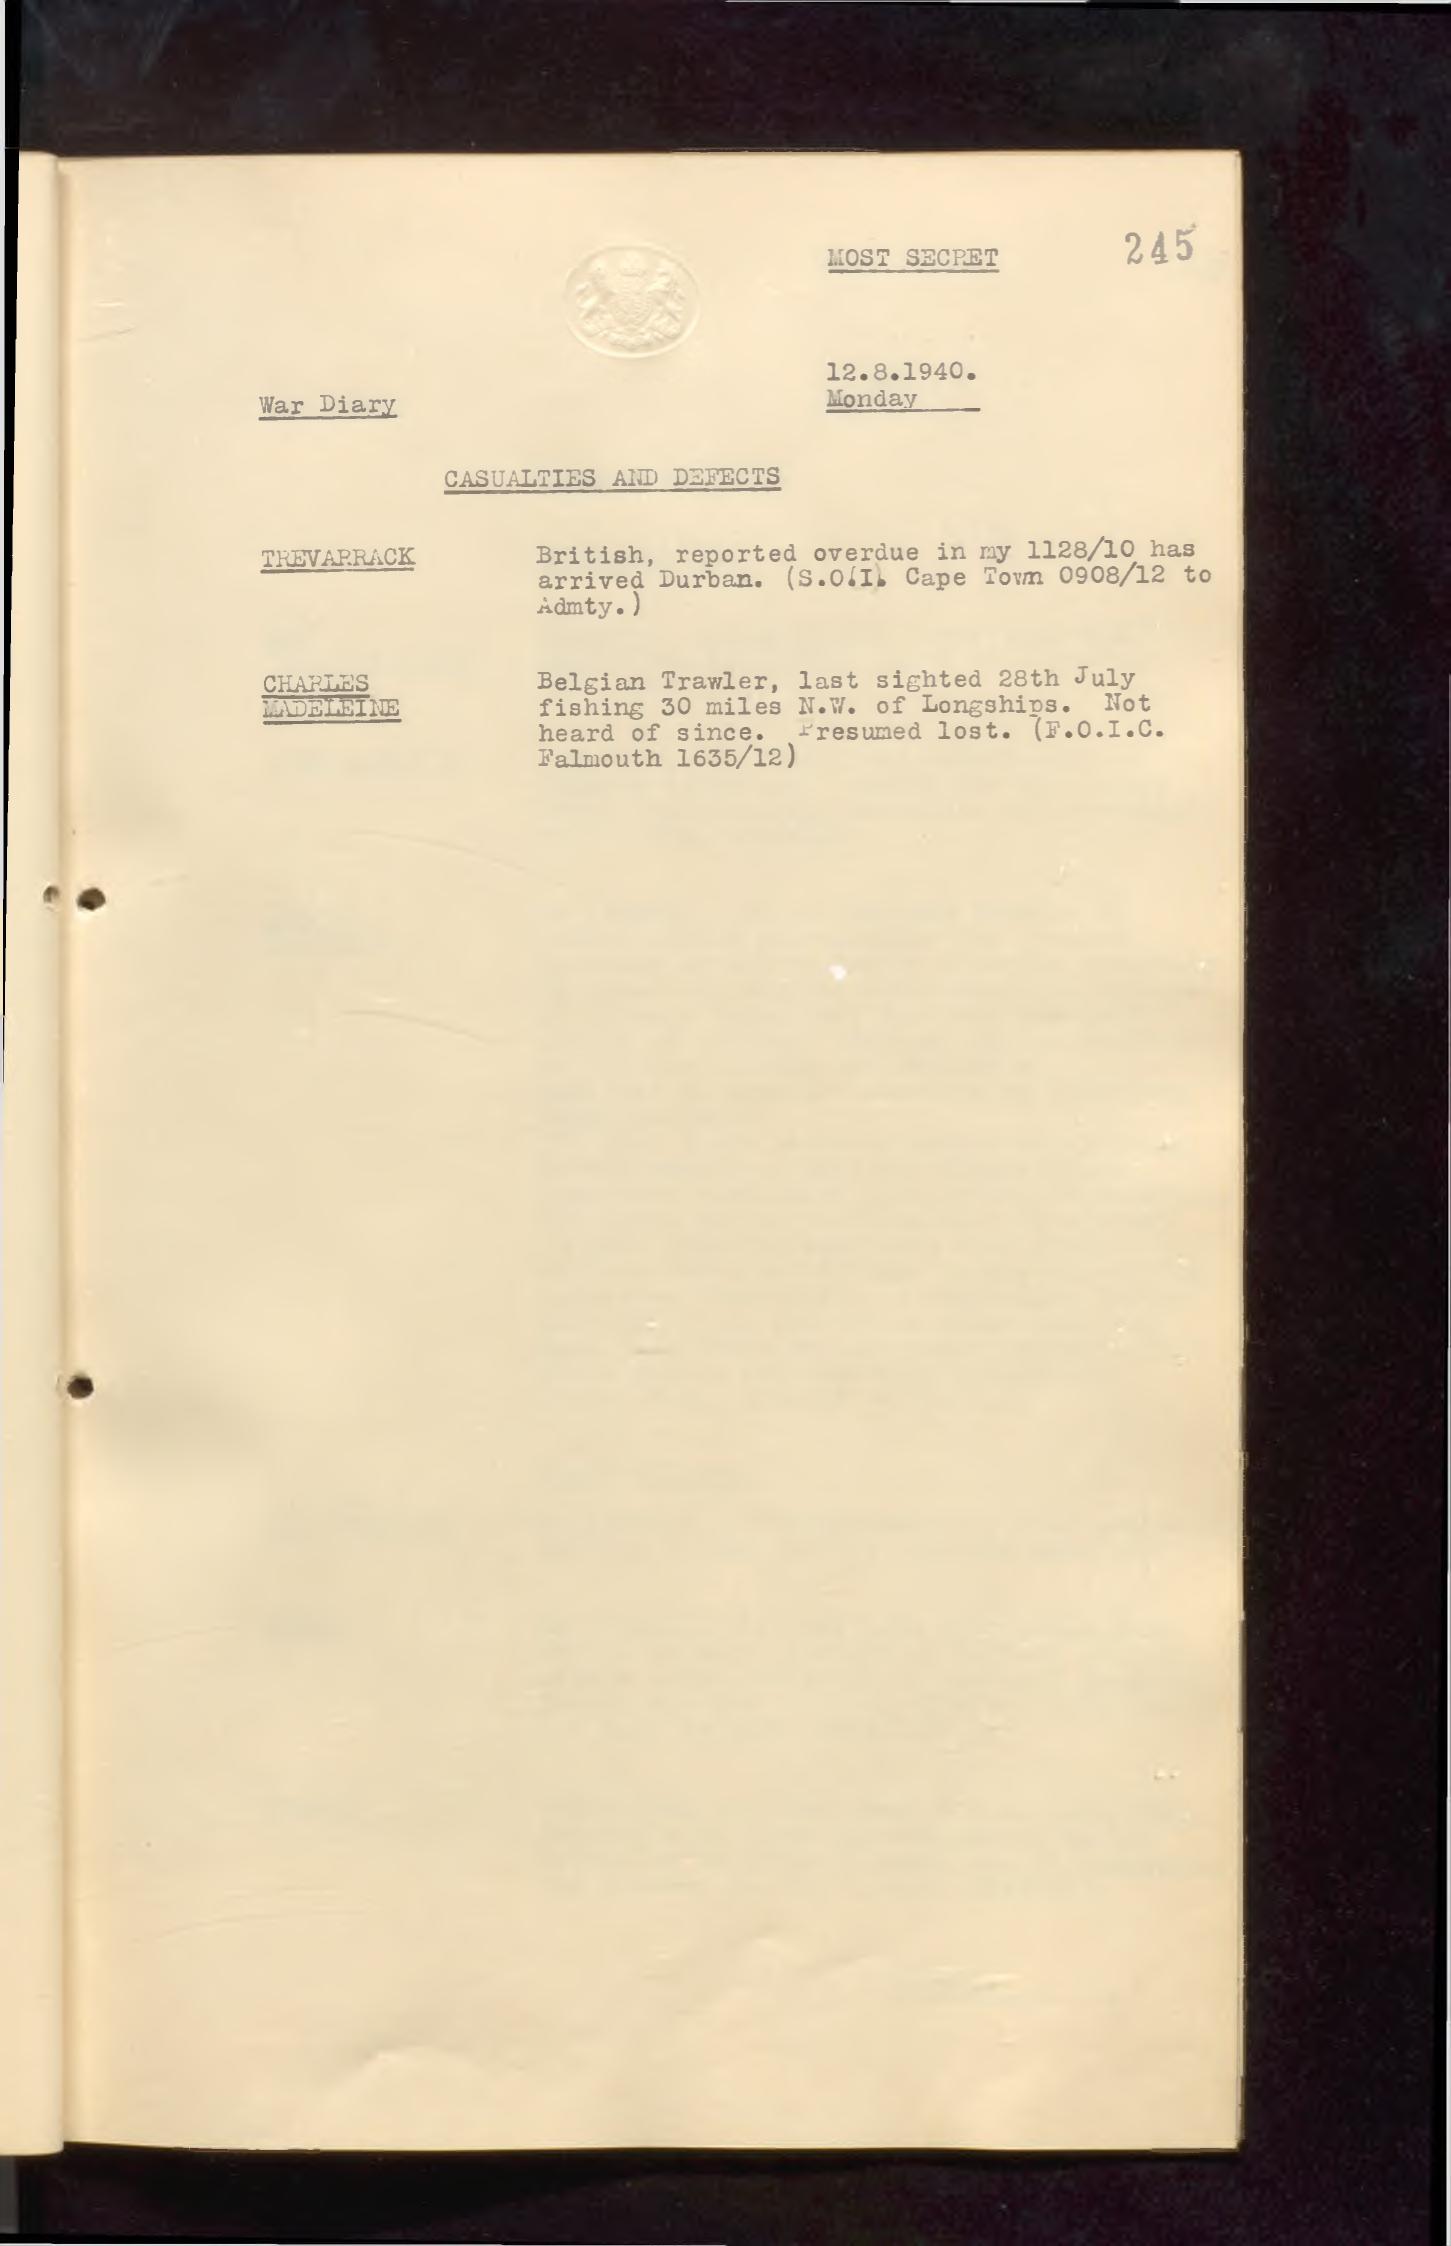 MOST SECRET
245
12.8.1940.
War Diary
Monday
CASUALTIES AND DEFECTS
TREVARRACK
British, reported overdue in my 1128/10 has
arrived Durban. (S.O.I. Cape Town 0908/12 to
Admty.)
CHARLES
MADELEINE
Belgian Trawler, last sighted 28th July
fishing 30 miles N.W. of Longships. Not
heard of since. Presumed lost. (F.O.I.C.
Falmouth 1635/12)